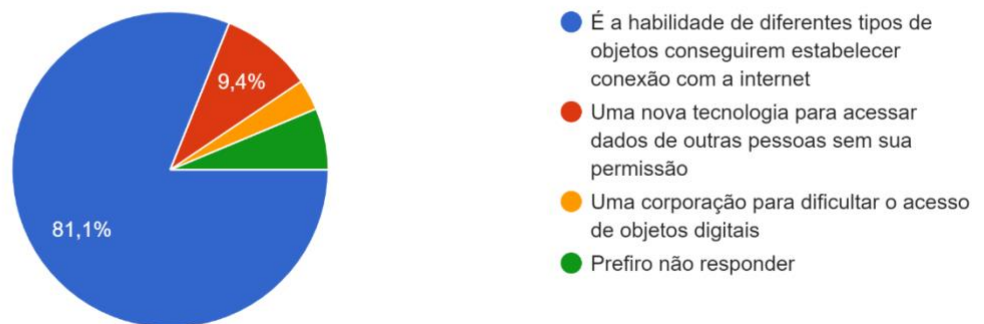 9,4%
81,1%
É a habilidade de diferentes tipos de
objetos conseguirem estabelecer
conexão com a internet
Uma nova tecnologia para acessar
dados de outras pessoas sem sua
permissão
Uma corporação para dificultar o acesso
de objetos digitais
Prefiro não responder